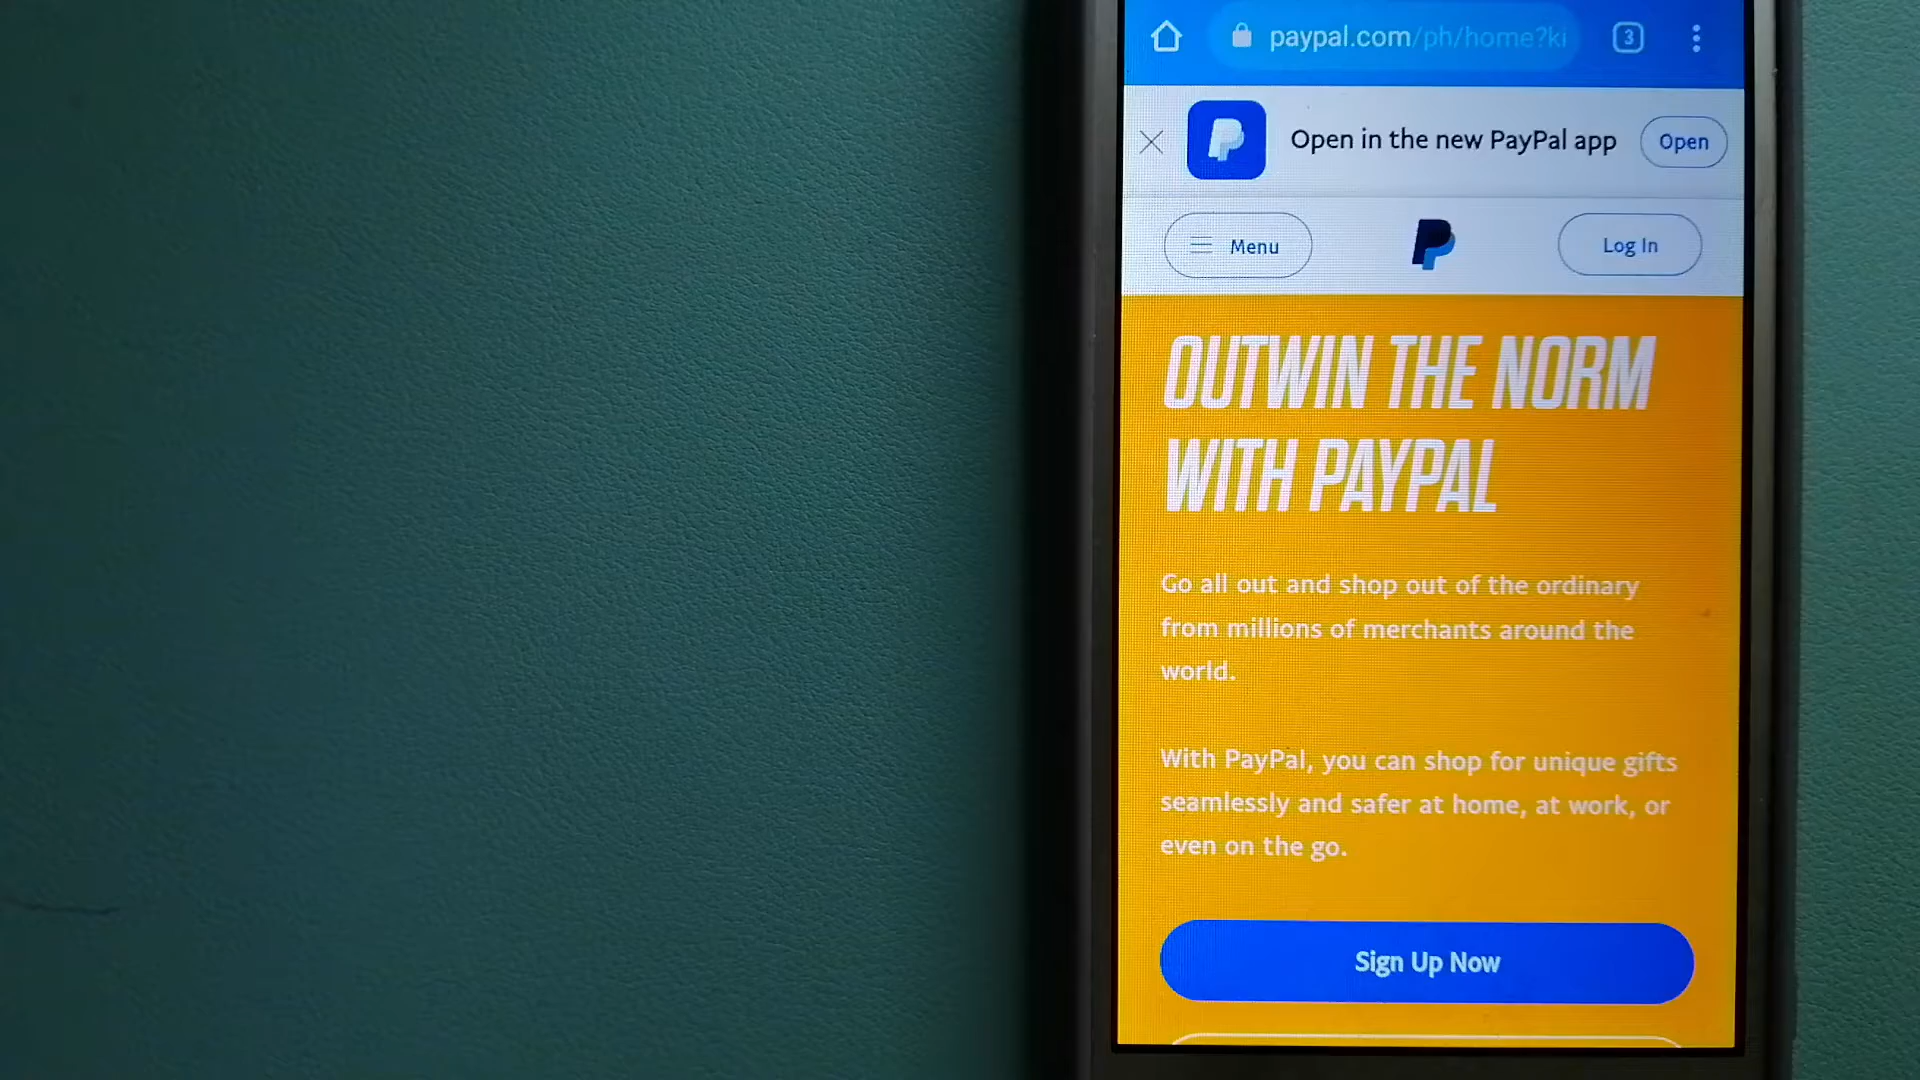 paypal.com/ph/home?ki
3
Open in the new PayPal app
Open
Menu
Log In
OUTWIN THE NORM
WITH PAYPAL
Go all out and shop out of the ordinary
from millions of merchants around the
world.
With PayPal, you can shop for unique gifts
seamlessly and safer at home, at work, or
even on the go.
Sign Up Now